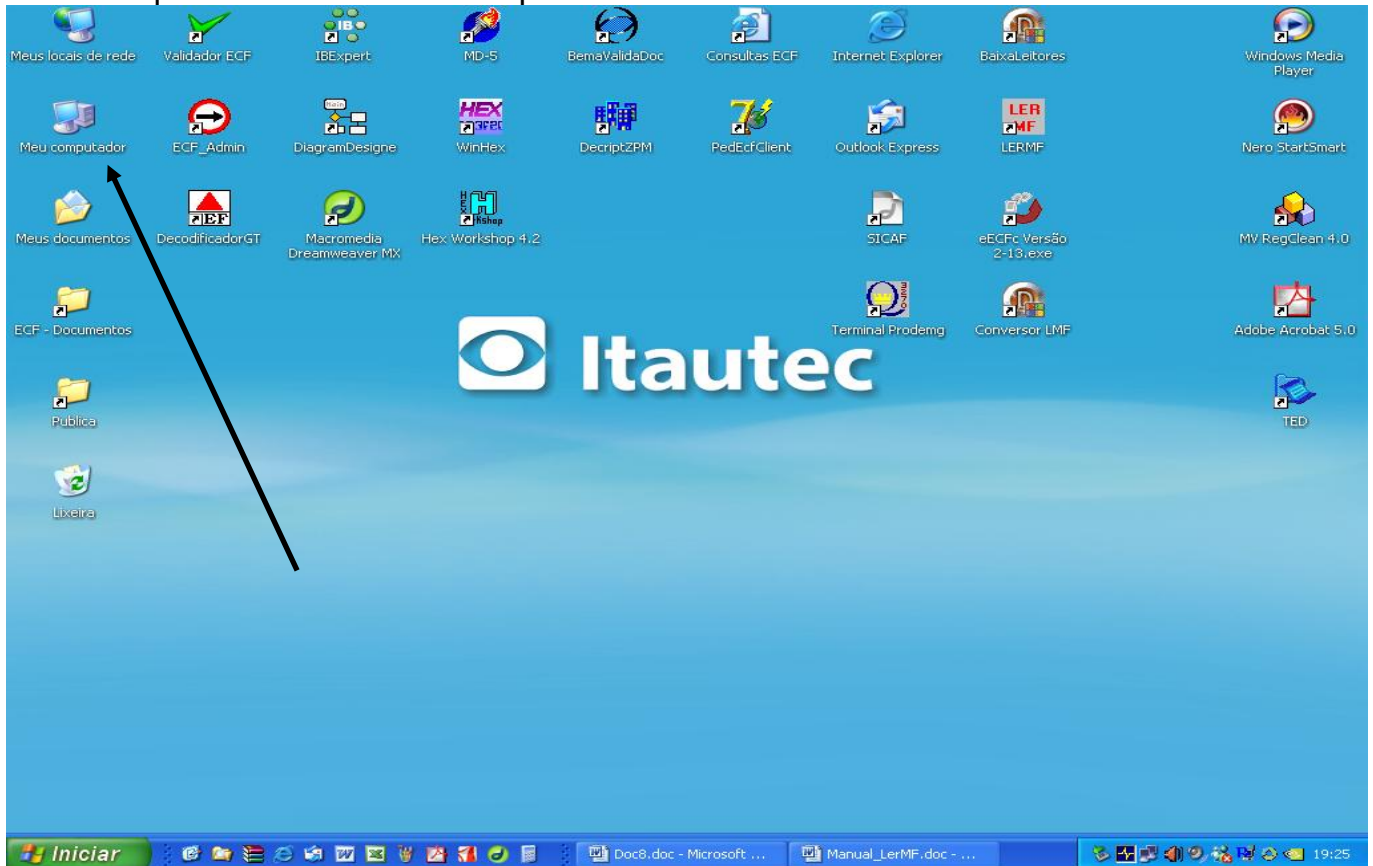 Meus locais de rede
Validador ECF
IBExpert
MD-5
BemaValidaDoc
Consultas ECF
Internet Explorer
BaixaLeitores
Windows Media
Player
Meu computador
ECF_Admin
DiagramDesigne
WinHex
DecriptZPM
PedEcfClient
Outlook Express
LERMF
Nero StartSmart
Meus documentos
DecodificadorGT
Macromedia
Dreamweaver MX
Hex Workshop 4.2
SICAF
eECFc Versão
2-13.exe
MV RegClean 4.0
ECF - Documentos
Terminal Prodemg
Conversor LMF
Adobe Acrobat 5.0
Itautec
Publica
TED
Lixeira
Iniciar
Doc8.doc - Microsoft ...
Manual_LerMF.doc - ...
19:25